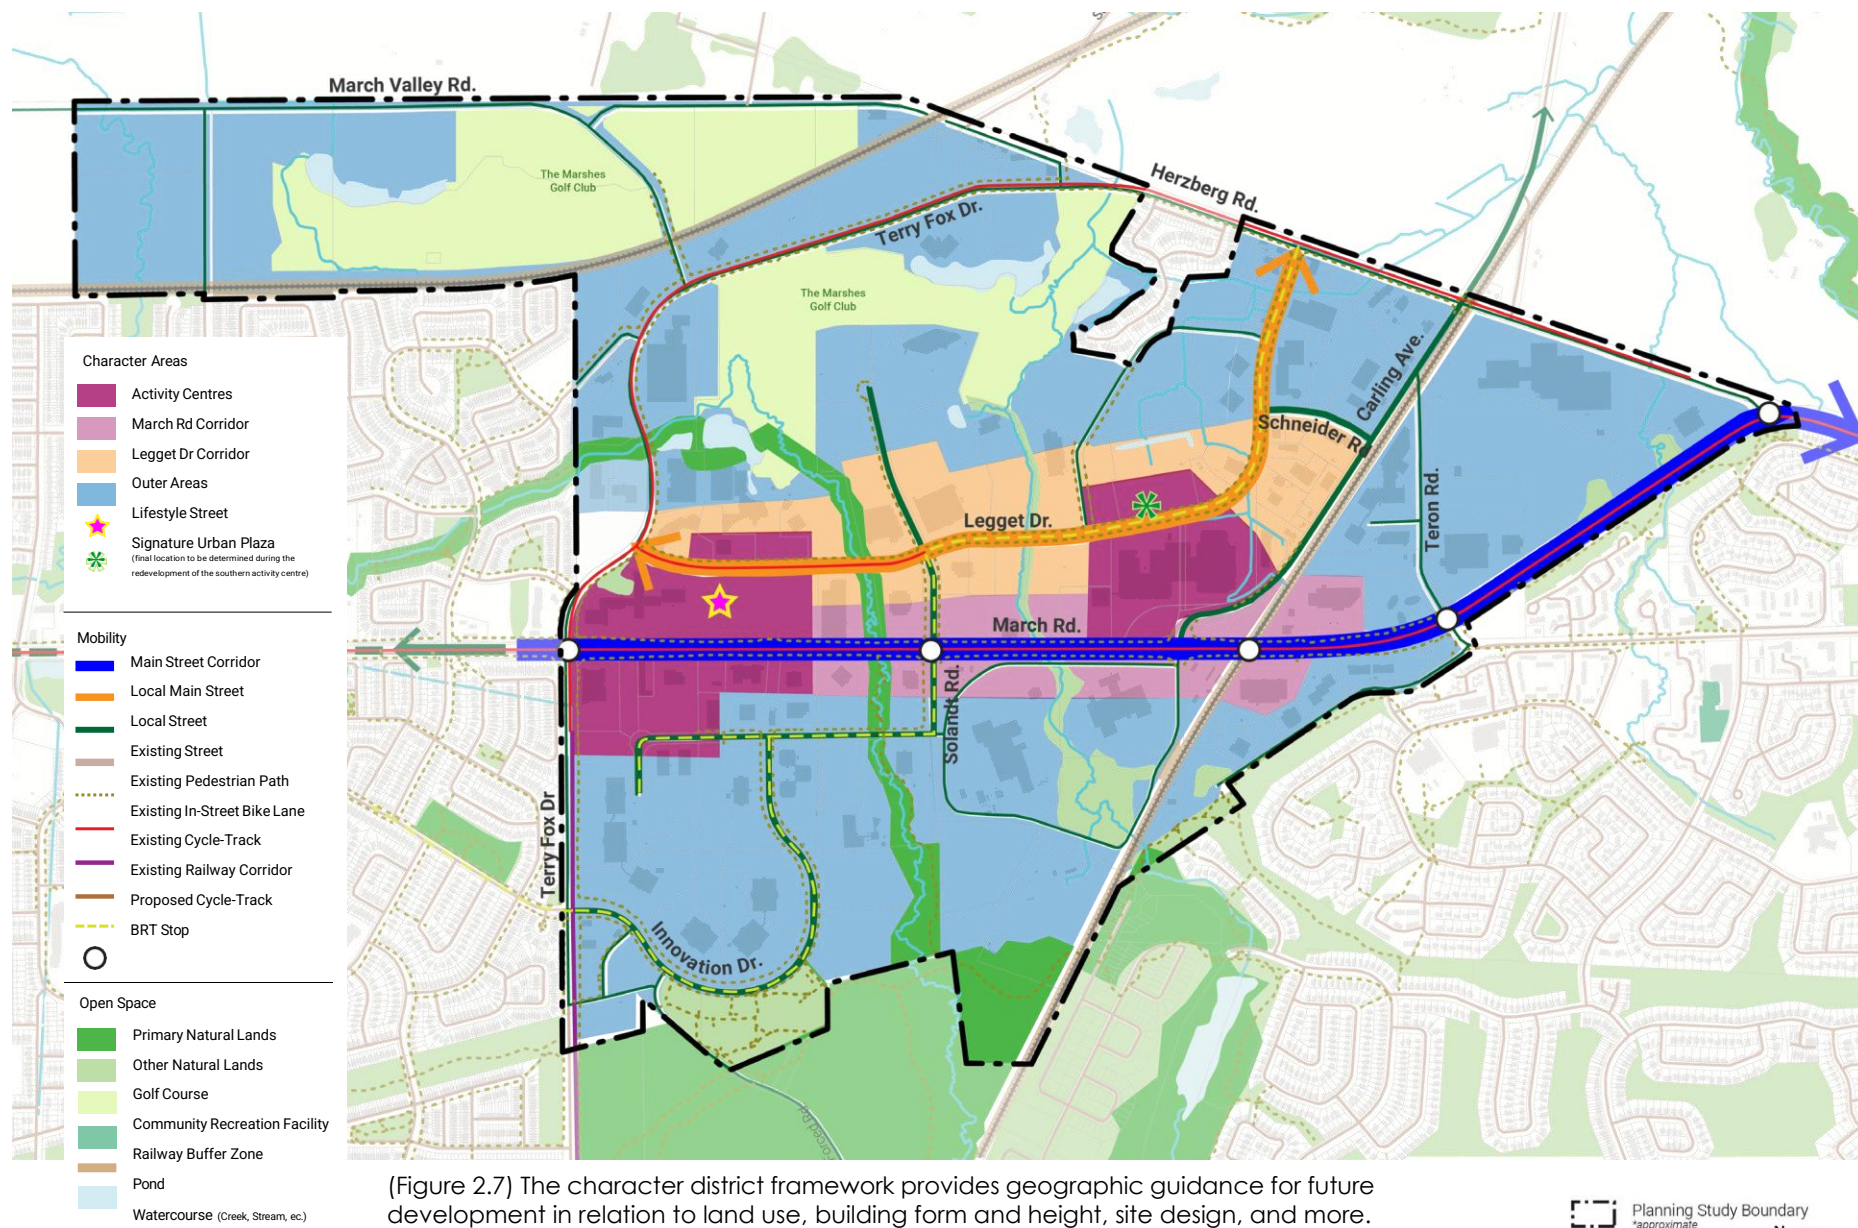 March Valley Rd.
Herzberg Rd.
The Marshes
Golf Club
Terry Fox Dr.
The Marshes
Golf Club
Carling Ave.
Schneider Rd
Teron Rd.
Legget Dr.
March Rd.
Solandt Rd.
Terry Fox Dr
Innovation Dr.
Character Areas
Activity Centres
March Rd Corridor
Legget Dr Corridor
Outer Areas
Lifestyle Street
Signature Urban Plaza
(final location to be determined during the
redevelopment of the southern activity centre)
Mobility
Main Street Corridor
Local Main Street
Local Street
Existing Street
Existing Pedestrian Path
Existing In-Street Bike Lane
Existing Cycle-Track
Existing Railway Corridor
Proposed Cycle-Track
BRT Stop
Open Space
Primary Natural Lands
Other Natural Lands
Golf Course
Community Recreation Facility
Railway Buffer Zone
Pond
Watercourse (Creek, Stream, ec.)
(Figure 2.7) The character district framework provides geographic guidance for future
development in relation to land use, building form and height, site design, and more.
Planning Study Boundary
*approximate